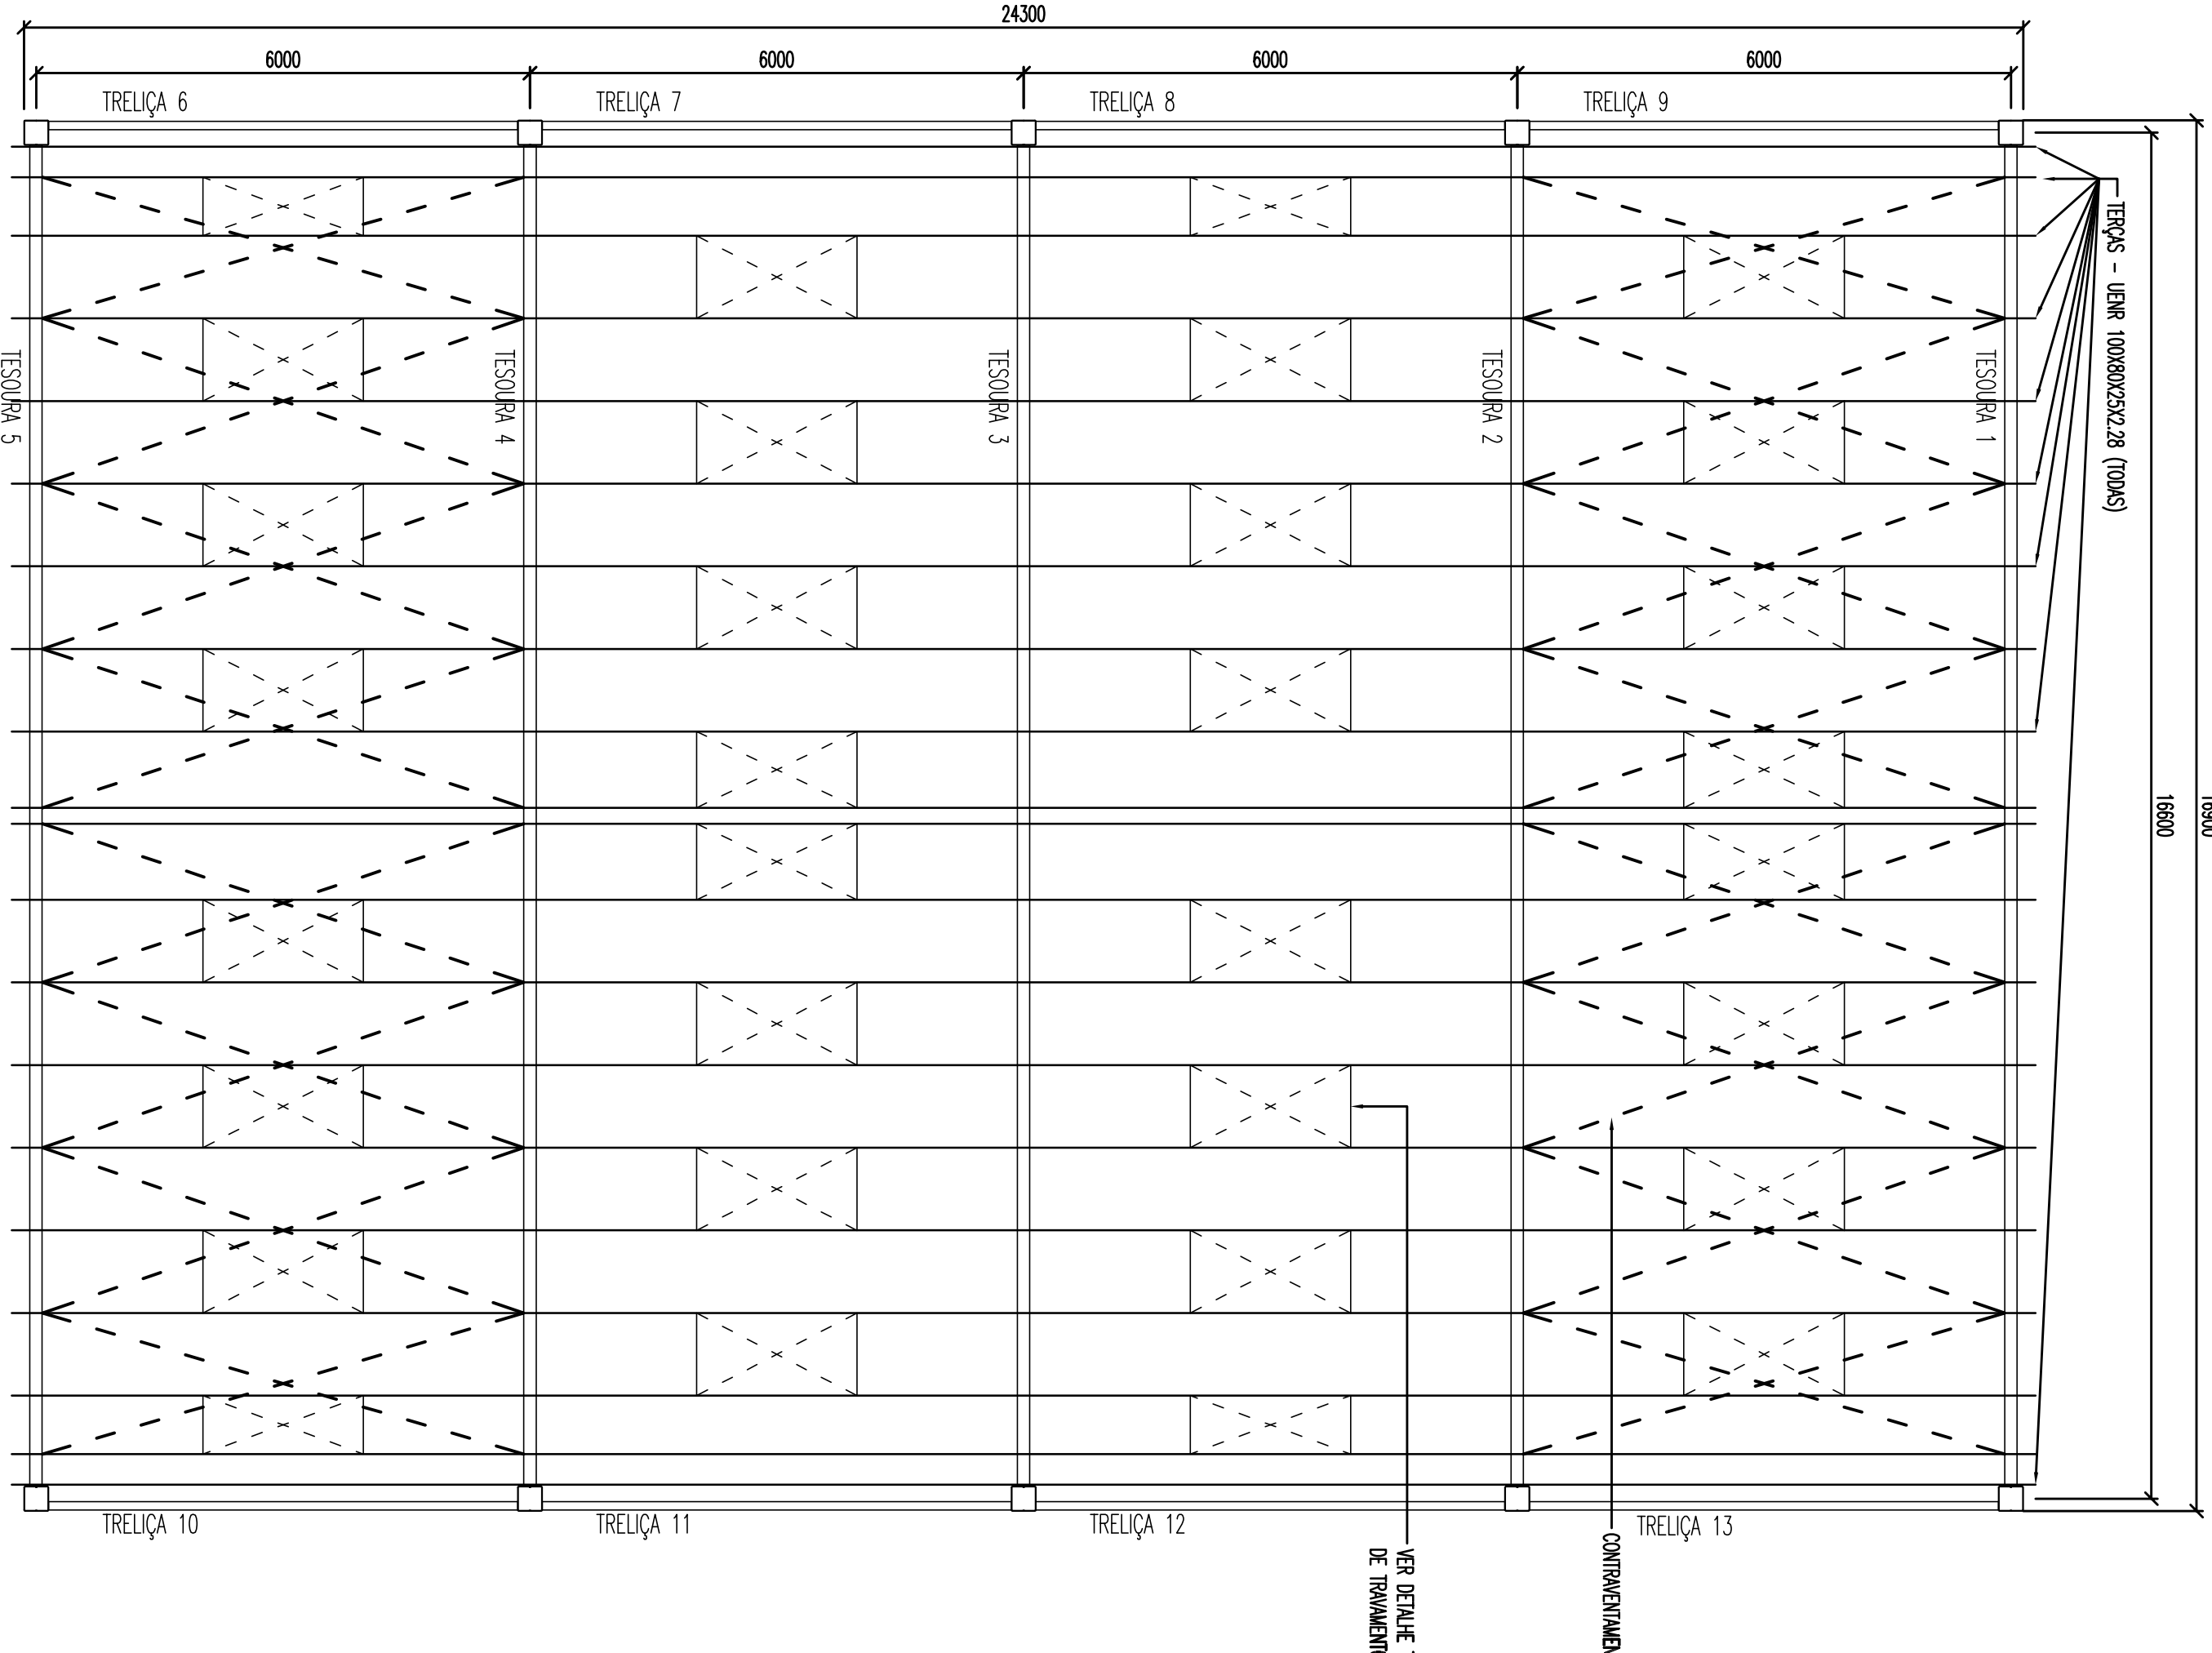 24300
6000
6000
6000
6000
TRELIÇA 6
TRELIÇA 7
TRELIÇA 8
TRELIÇA 9
TERÇAS - UENR 100X80X25X2.28 (TODAS)
TESOURA 5
TESOURA 4
TESOURA 3
TESOURA 2
TESOURA 1
16600
16900
TRELIÇA 10
TRELIÇA 11
TRELIÇA 12
TRELIÇA 13
VER DETALHE
DE TRAVAMENTO